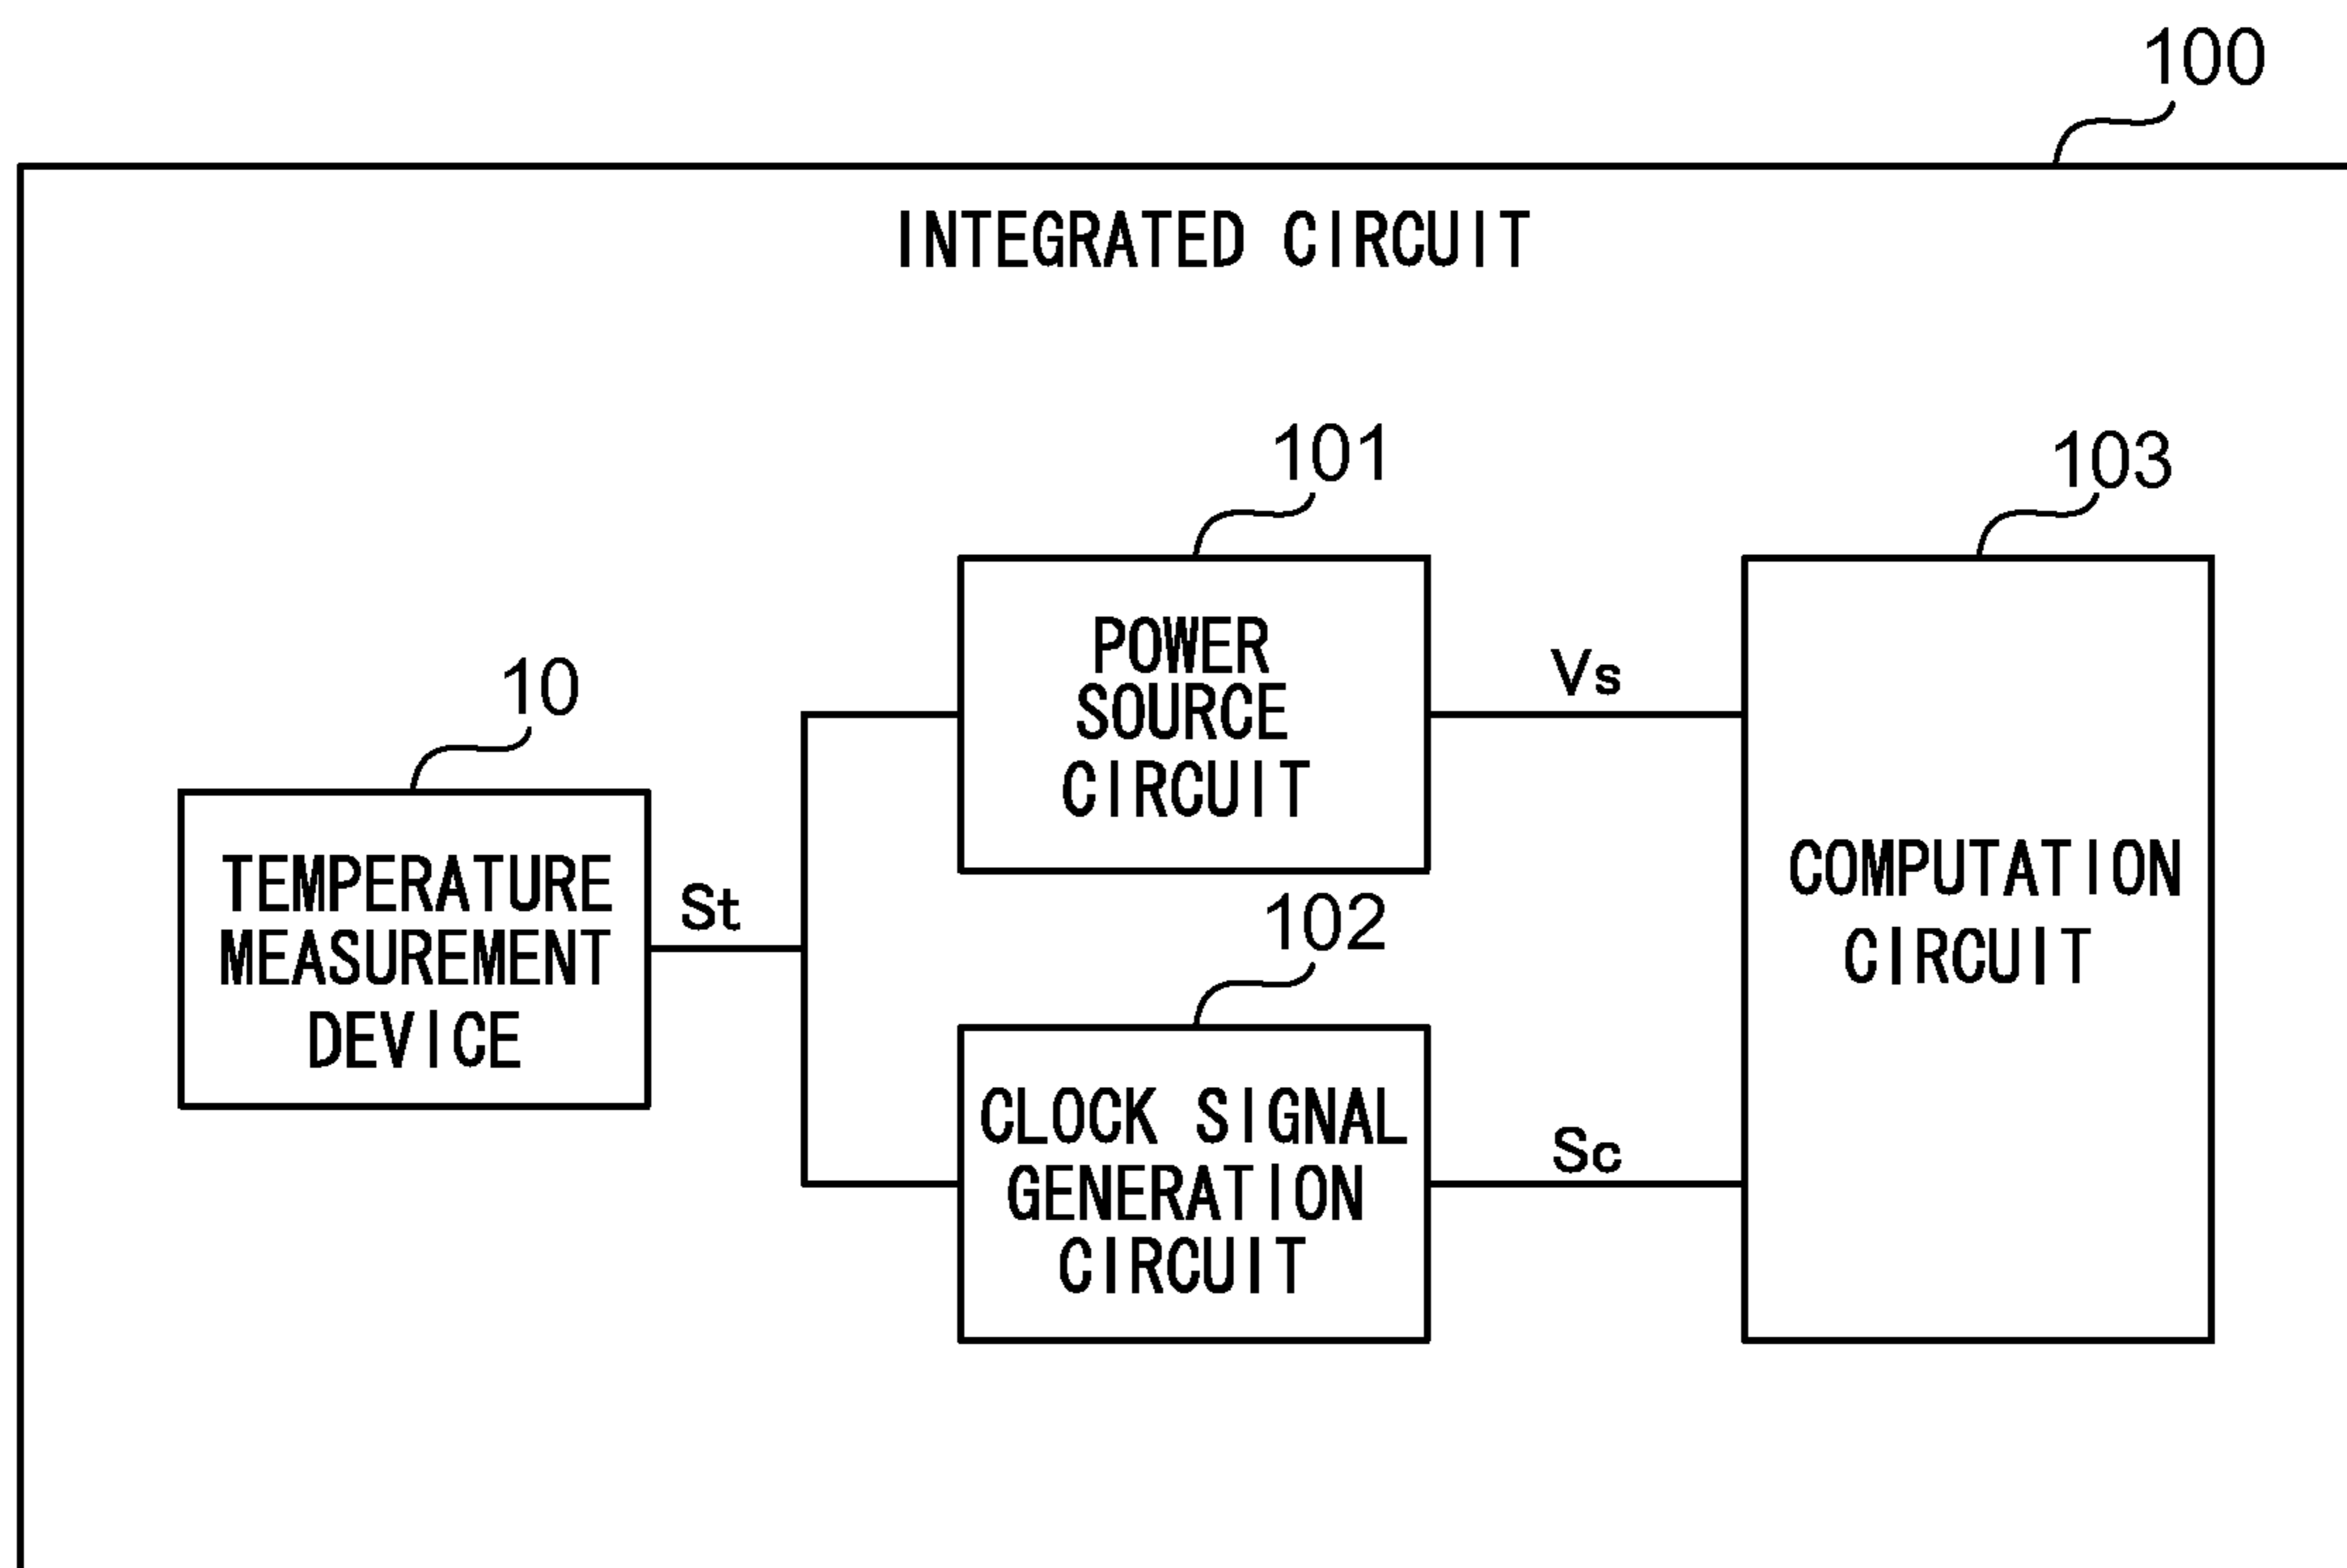 100
INTEGRATED CIRCUIT
101
103
POWER
SOURCE
CIRCUIT
Vs
10
TEMPERATURE
MEASUREMENT
DEVICE
St
COMPUTATION
CIRCUIT
102
CLOCK SIGNAL
GENERATION
CIRCUIT
Sc